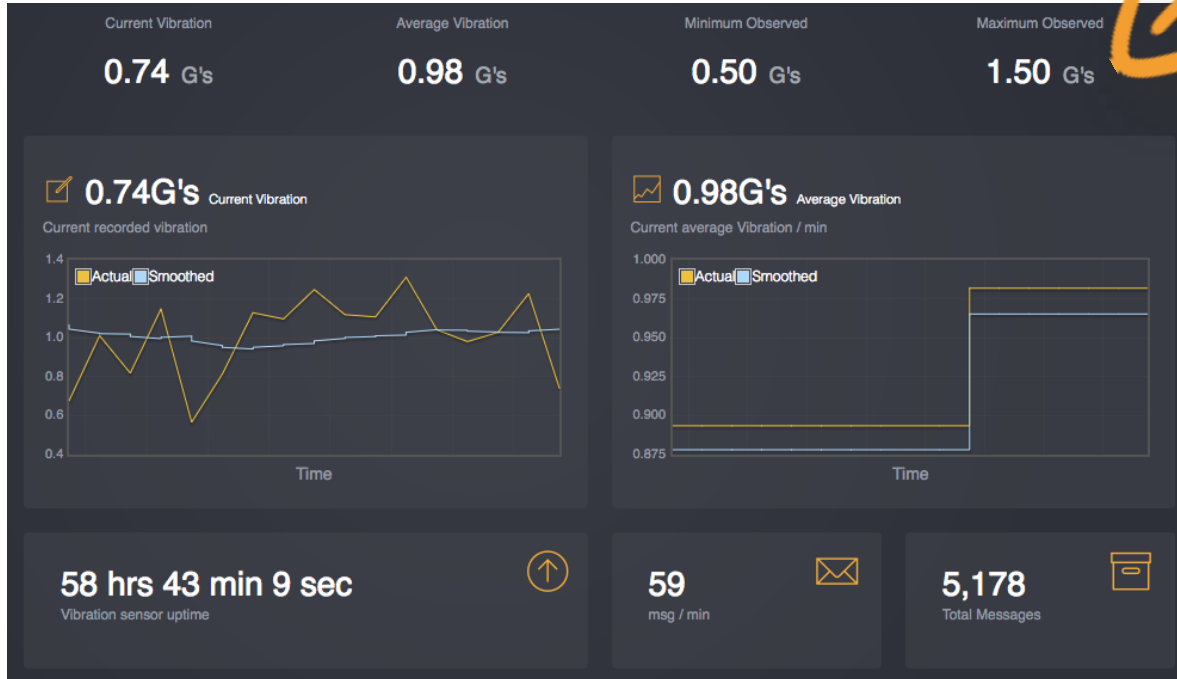 Current Vibration
Average Vibration
Minimum Observed
Maximum Observed
0.74 G's
0.98 G's
0.50 G's
1.50 G's
0.74G's Current Vibration
Current recorded vibration
1.4
1.2
1.0
0.8
0.6
0.4
Actual Smoothed
Time
0.98G's Average Vibration
Current average Vibration / min
1.000
0.975
0.950
0.925
0.900
0.875
Actual Smoothed
Time
58 hrs 43 min 9 sec
Vibration sensor uptime
59
msg / min
5,178
Total Messages